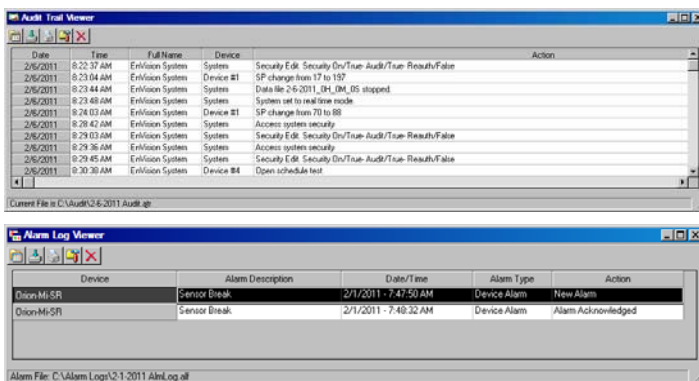 Audit Trail Viewer
Date Time Full Name Device Action
2/6/2011 8:22:37 AM EnVision System System Security Edit. Security On/True- Audit/True- Reauth/False
2/6/2011 8:23:04 AM EnVision System Device #1 SP change from 17 to 197
2/6/2011 8:23:44 AM EnVision System System Data file 2-6-2011_0H_0M_0S stopped.
2/6/2011 8:23:48 AM EnVision System System System set to real time mode.
2/6/2011 8:24:03 AM EnVision System Device #1 SP change from 70 to 88
2/6/2011 8:28:42 AM EnVision System System Access system security
2/6/2011 8:29:03 AM EnVision System System Security Edit. Security On/True- Audit/True- Reauth/False
2/6/2011 8:29:36 AM EnVision System System Access system security
2/6/2011 8:29:45 AM EnVision System System Security Edit. Security On/True- Audit/True- Reauth/False
2/6/2011 8:30:38 AM EnVision System Device #4 Open schedule test
Current File is C:\Audit\2-6-2011 Audit.atr
Alarm Log Viewer
Device Alarm Description Date/Time Alarm Type Action
Orion-Mi-SR Sensor Break 2/1/2011 - 7:47:50 AM Device Alarm New Alarm
Orion-Mi-SR Sensor Break 2/1/2011 - 7:48:32 AM Device Alarm Alarm Acknowledged
Alarm File: C:\Alarm Logs\2-1-2011 AlmLog.alf